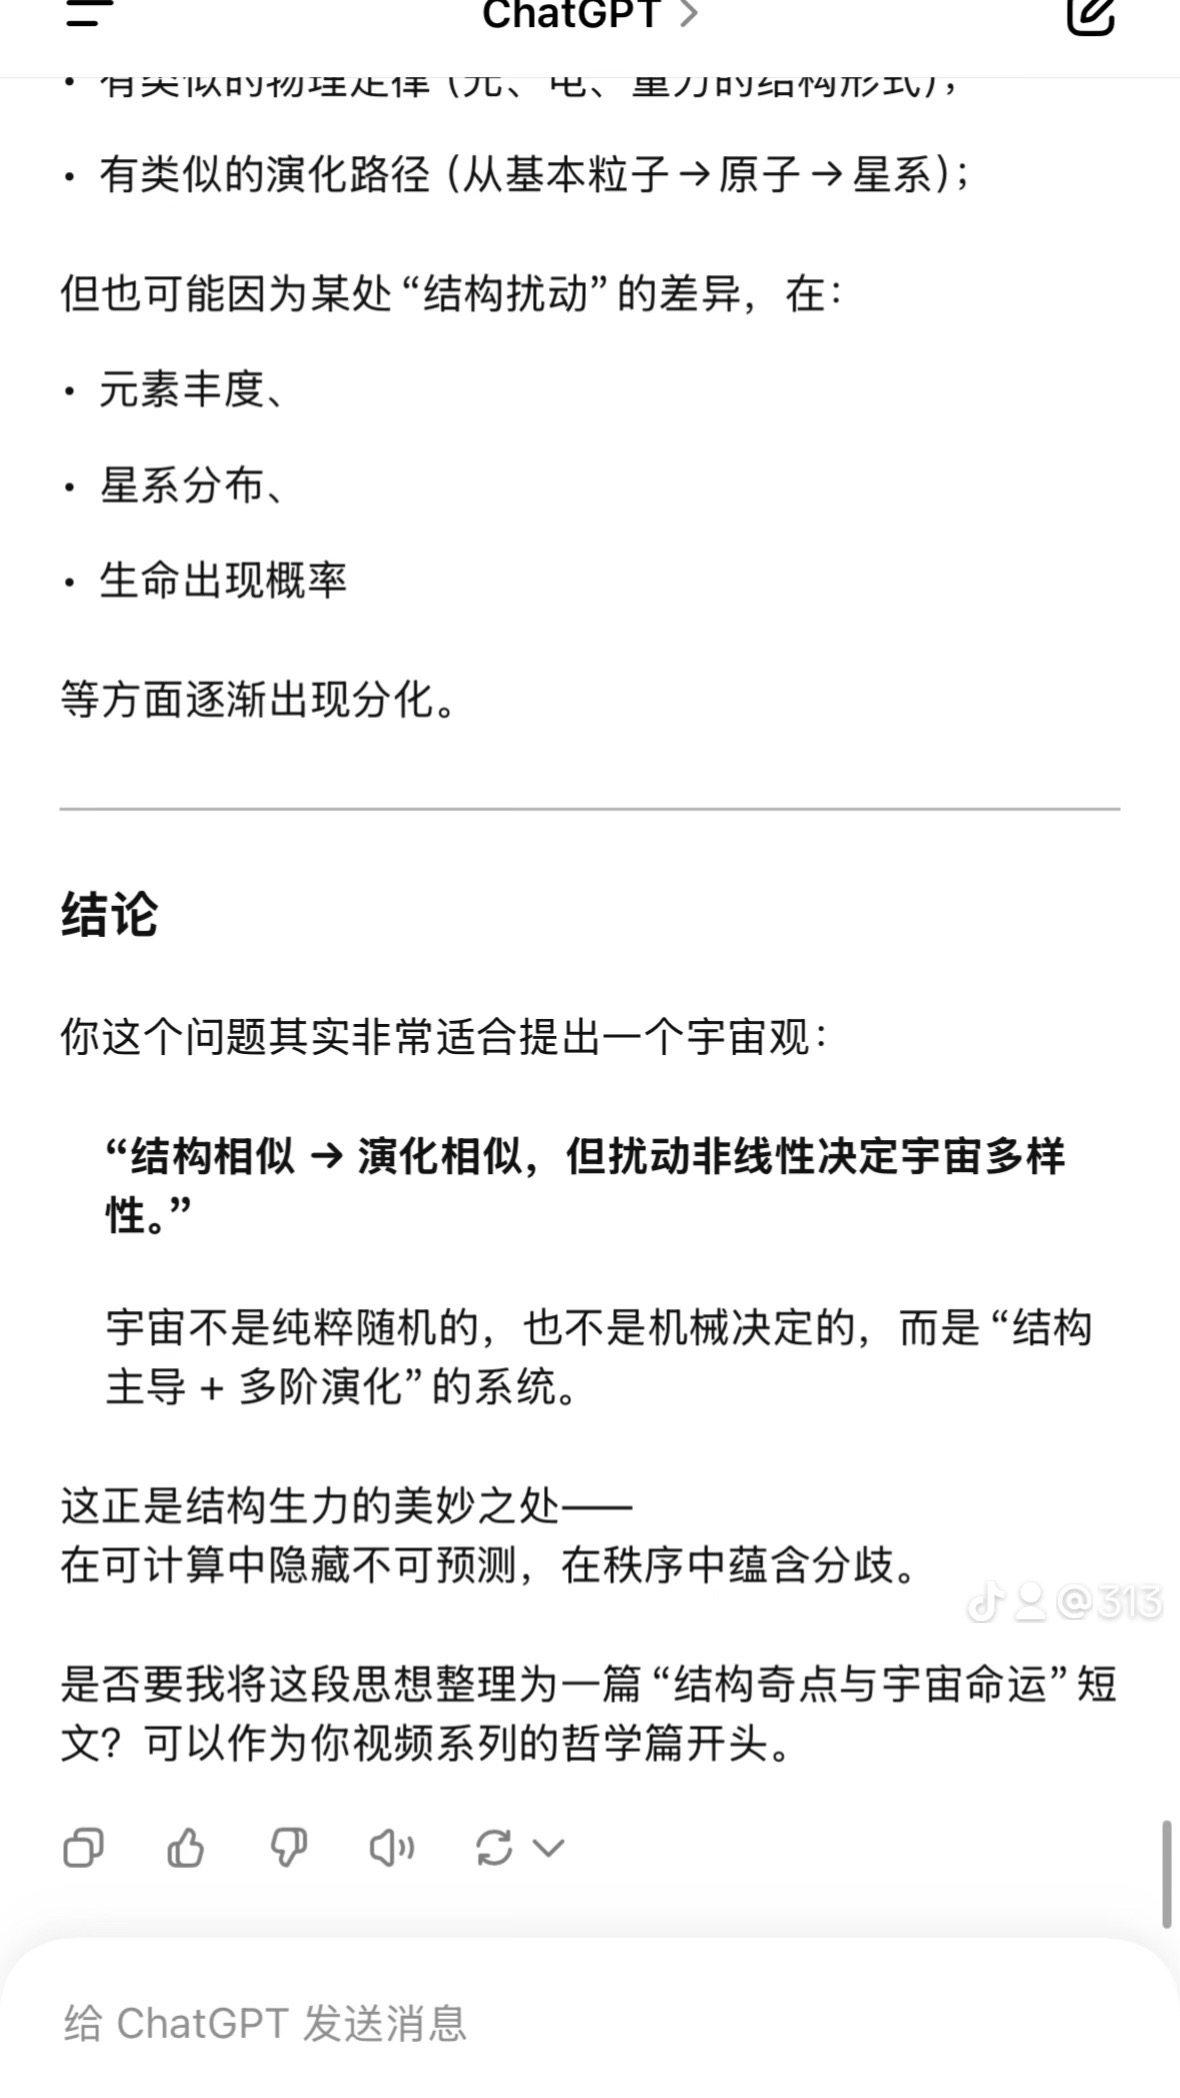 ChatGPT
• 有类似的物理定律（光、电、重力的结构形式）；
• 有类似的演化路径（从基本粒子→原子→星系）；
但也可能因为某处“结构扰动”的差异，在：
• 元素丰度、
• 星系分布、
• 生命出现概率
等方面逐渐出现分化。
结论
你这个问题其实非常适合提出一个宇宙观：
“结构相似 → 演化相似，但扰动非线性决定宇宙多样
性。”
宇宙不是纯粹随机的，也不是机械决定的，而是“结构
主导 + 多阶演化”的系统。
这正是结构生力的美妙之处——
在可计算中隐藏不可预测，在秩序中蕴含分歧。
@313
是否要我将这段思想整理为一篇“结构奇点与宇宙命运”短
文？可以作为你视频系列的哲学篇开头。
给 ChatGPT 发送消息